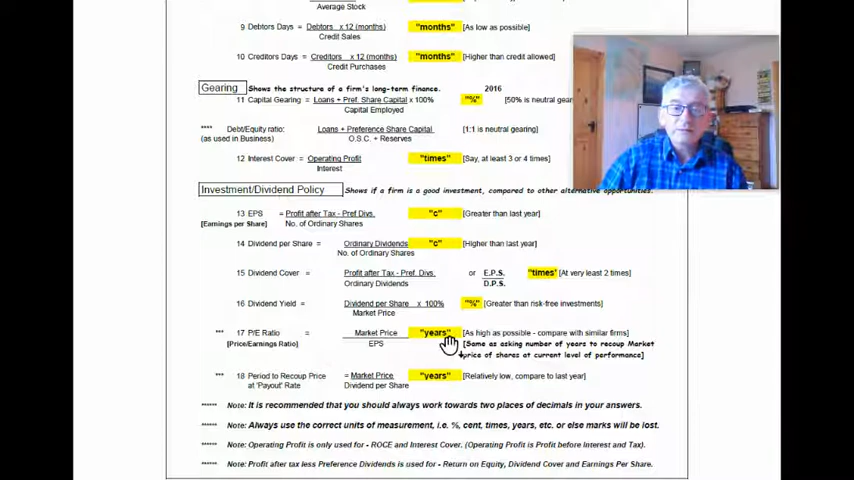 Average Stock
9 Debtors Days = Debtors x 12 (months) "months" [As low as possible]
Credit Sales
10 Creditors Days = Creditors x 12 (months) "months" [Higher than credit allowed]
Credit Purchases
Gearing Shows the structure of a firm's long-term finance. 2016
11 Capital Gearing = Loans + Pref. Share Capital x 100% "%" [50% is neutral gear
Capital Employed
**** Debt/Equity ratio: Loans + Preference Share Capital [1:1 is neutral gearing]
(as used in Business) O.S.C. + Reserves
12 Interest Cover = Operating Profit "times" [Say, at least 3 or 4 times]
Interest
Investment/Dividend Policy Shows if a firm is a good investment, compared to other alternative opportunities.
13 EPS = Profit after Tax - Pref Divs. "c" [Greater than last year]
[Earnings per Share] No. of Ordinary Shares
14 Dividend per Share = Ordinary Dividends "c" [Higher than last year]
No. of Ordinary Shares
15 Dividend Cover = Profit after Tax - Pref. Divs. or E.P.S. "times' [At very least 2 times]
Ordinary Dividends D.P.S.
16 Dividend Yield = Dividend per Share x 100% "%" [Greater than risk-free investments]
Market Price
*** 17 P/E Ratio = Market Price "years" [As high as possible - compare with similar firms]
[Price/Earnings Ratio] EPS [Same as asking number of years to recoup Market
price of shares at current level of performance]
*** 18 Period to Recoup Price = Market Price "years" [Relatively low, compare to last year]
at 'Payout' Rate Dividend per Share
****** Note: It is recommended that you should always work towards two places of decimals in your answers.
****** Note: Always use the correct units of measurement, i.e. %, cent, times, years, etc. or else marks will be lost.
****** Note: Operating Profit is only used for - ROCE and Interest Cover. (Operating Profit is Profit before Interest and Tax).
****** Note: Profit after tax less Preference Dividends is used for - Return on Equity, Dividend Cover and Earnings Per Share.